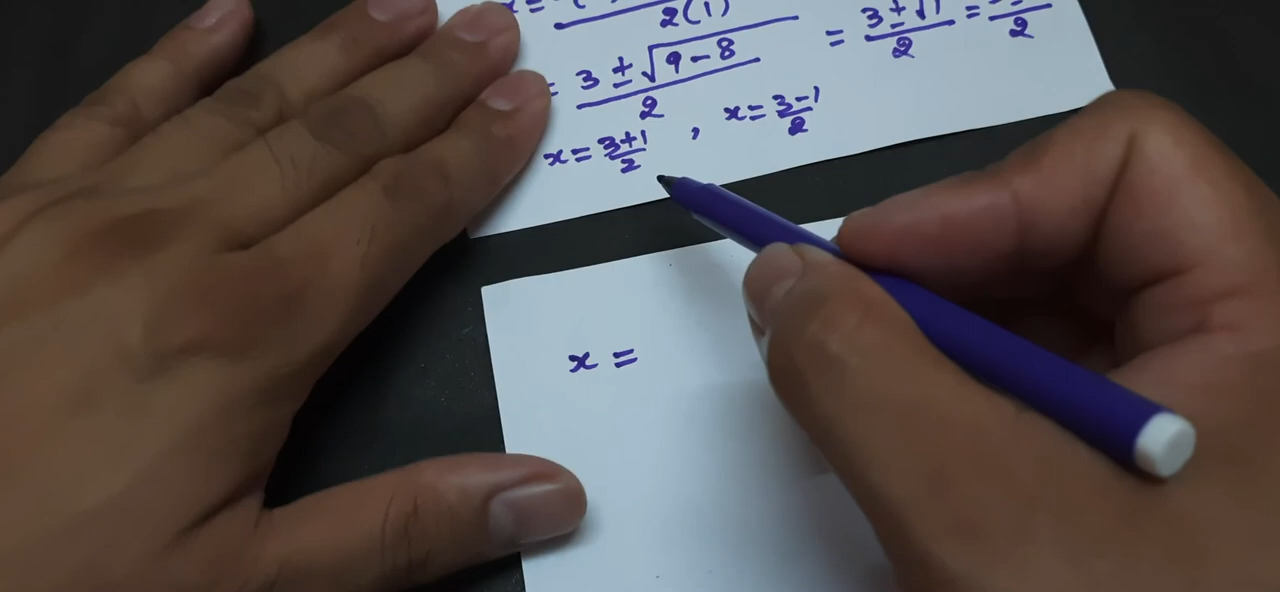 x =
2(1)
= 3 ± √9 - 8 / 2 = 3 ± √1 / 2 =
x = 3+1 / 2 , x = 3-1 / 2
x =